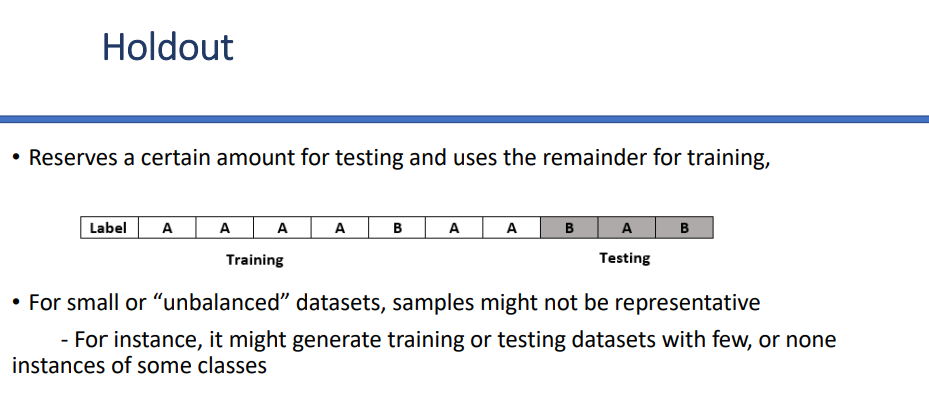 Holdout
• Reserves a certain amount for testing and uses the remainder for training,
Label A A A A B A A B A B
Training Testing
• For small or “unbalanced” datasets, samples might not be representative
- For instance, it might generate training or testing datasets with few, or none
instances of some classes